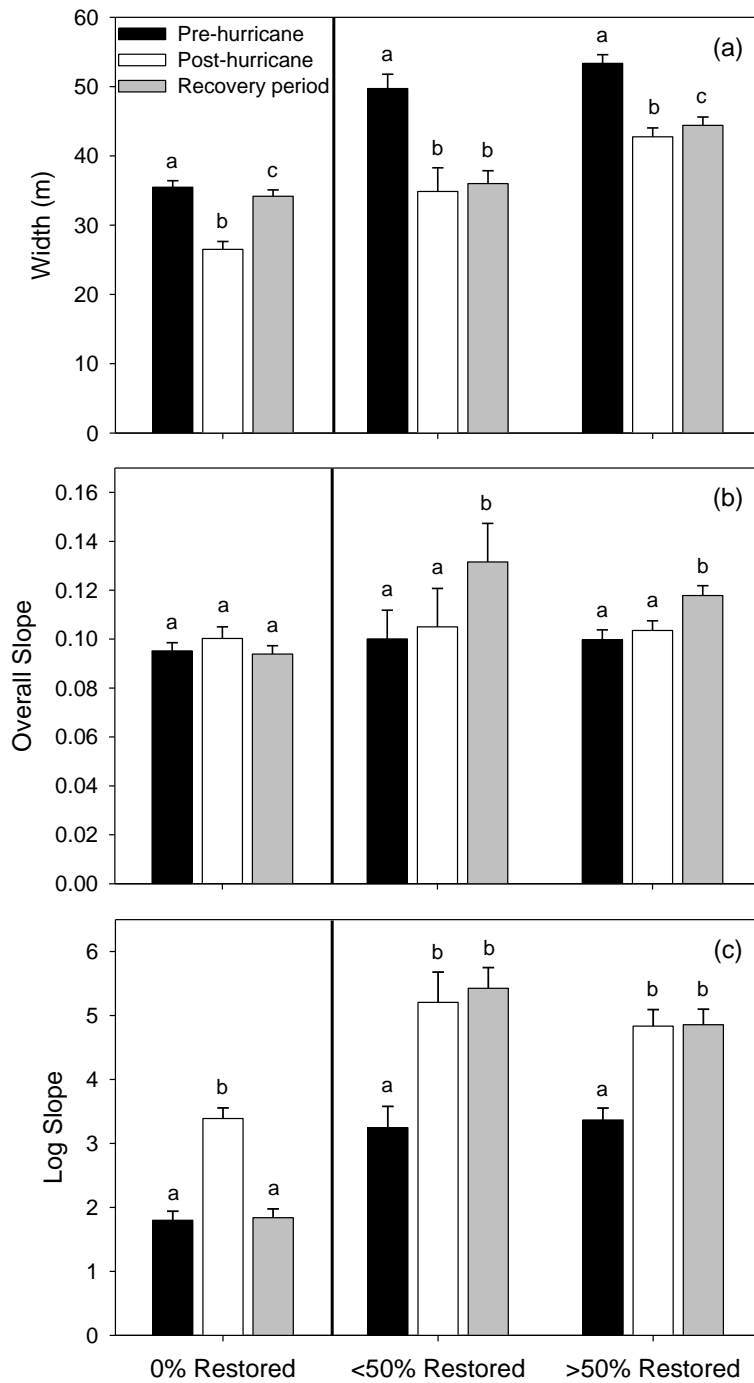 60
50
40
30
20
10
0
Width (m)
Pre-hurricane
Post-hurricane
Recovery period
(a)
a
b
c
a
b
b
a
b
c
0.16
0.14
0.12
0.10
0.08
0.06
0.04
0.02
0.00
Overall Slope
(b)
a
a
a
a
a
b
a
a
b
6
5
4
3
2
1
0
Log Slope
(c)
a
b
a
a
b
b
a
b
b
0% Restored
<50% Restored
>50% Restored